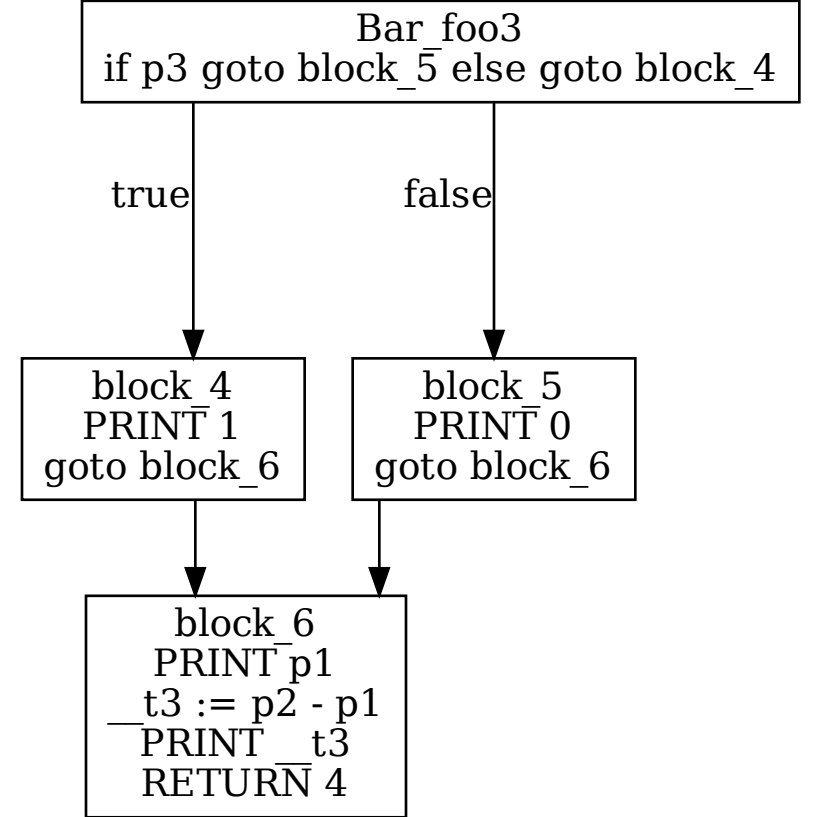 Bar_foo3
if p3 goto block_5 else goto block_4
true
false
block_4
PRINT 1
goto block_6
block_5
PRINT 0
goto block_6
block_6
PRINT p1
__t3 := p2 - p1
PRINT __t3
RETURN 4